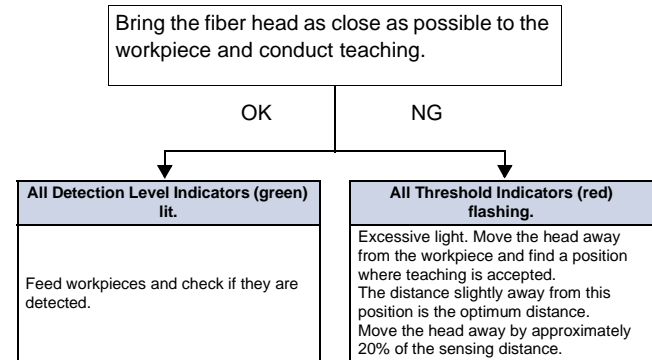 Bring the fiber head as close as possible to the
workpiece and conduct teaching.
OK
NG
All Detection Level Indicators (green)
lit.
Feed workpieces and check if they are
detected.
All Threshold Indicators (red)
flashing.
Excessive light. Move the head away
from the workpiece and find a position
where teaching is accepted.
The distance slightly away from this
position is the optimum distance.
Move the head away by approximately
20% of the sensing distance.